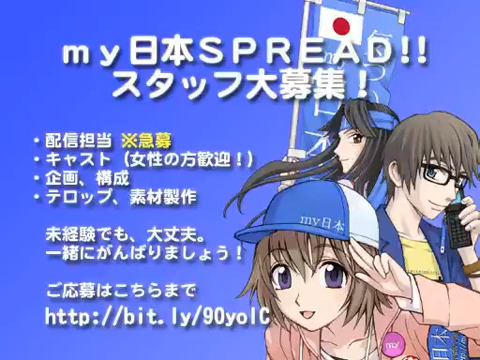 ｍｙ日本ＳＰＲＥＡＤ!!
スタッフ大募集！
・配信担当 ※急募
・キャスト（女性の方歓迎！）
・企画、構成
・テロップ、素材製作
未経験でも、大丈夫。
一緒にがんばりましょう！
ご応募はこちらまで
http://bit.ly/90yolC
my日本
my
日本